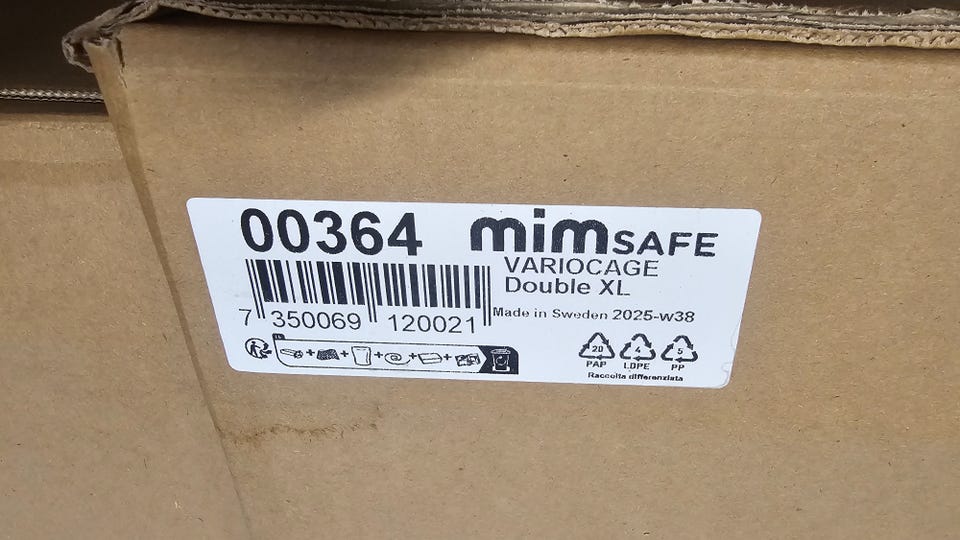 00364
mimSAFE
VARIOCAGE
Double XL
Made in Sweden 2025-w38
7 350069 120021
20 4 5
PAP LDPE PP
Raccolta differenziata